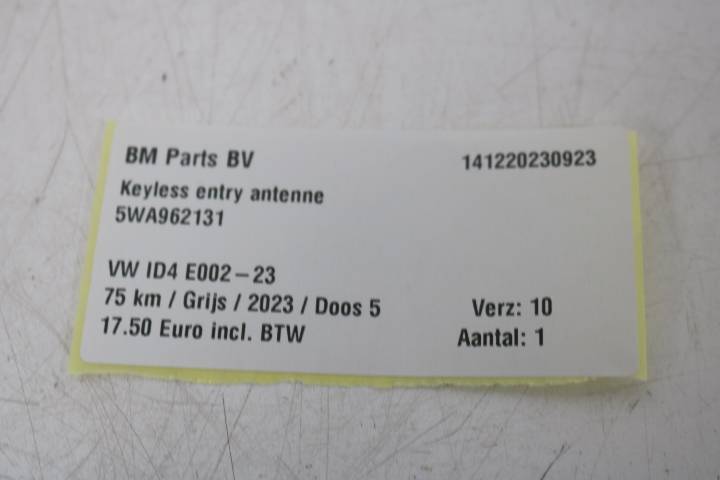 BM Parts BV 141220230923
Keyless entry antenne
5WA962131
VW ID4 E002-23
75 km / Grijs / 2023 / Doos 5 Verz: 10
17.50 Euro incl. BTW Aantal: 1